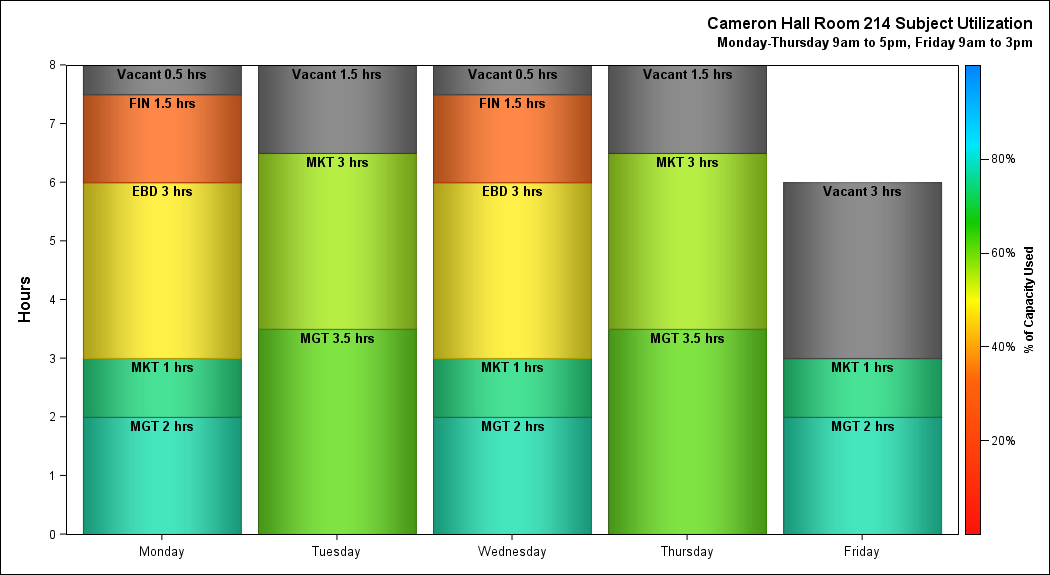 Cameron Hall Room 214 Subject Utilization
Monday-Thursday 9am to 5pm, Friday 9am to 3pm
Hours
8
7
6
5
4
3
2
1
0
Vacant 0.5 hrs
FIN 1.5 hrs
EBD 3 hrs
MKT 1 hrs
MGT 2 hrs
Vacant 1.5 hrs
MKT 3 hrs
MGT 3.5 hrs
Vacant 0.5 hrs
FIN 1.5 hrs
EBD 3 hrs
MKT 1 hrs
MGT 2 hrs
Vacant 1.5 hrs
MKT 3 hrs
MGT 3.5 hrs
Vacant 3 hrs
MKT 1 hrs
MGT 2 hrs
Monday
Tuesday
Wednesday
Thursday
Friday
80%
60%
40%
20%
% of Capacity Used